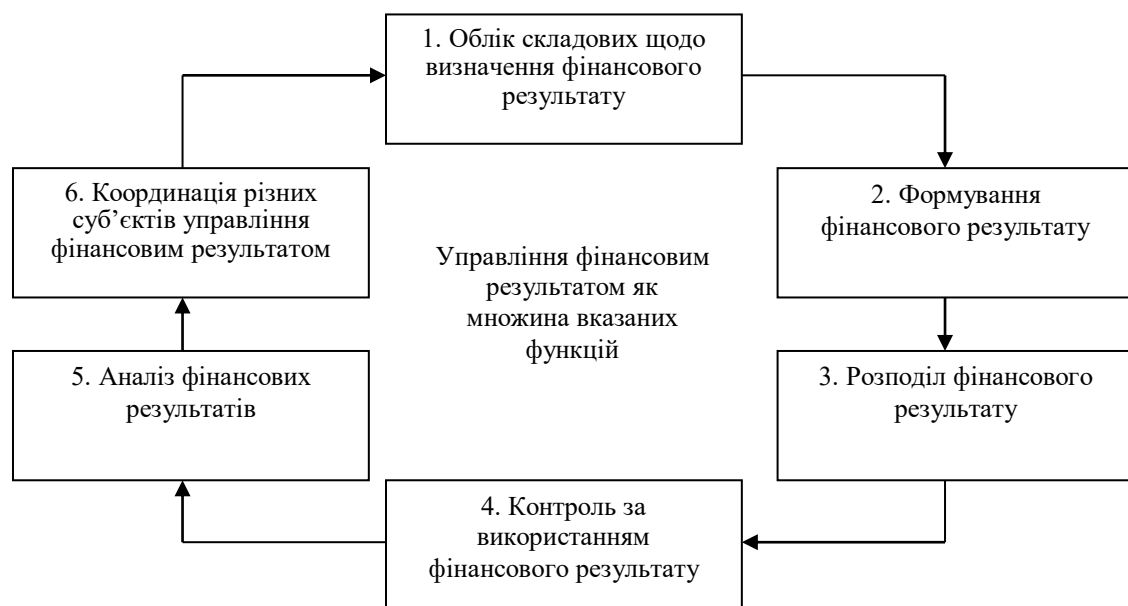 1. Облік складових щодо
визначення фінансового
результату
2. Формування
фінансового результату
3. Розподіл фінансового
результату
4. Контроль за
використанням
фінансового результату
5. Аналіз фінансових
результатів
6. Координація різних
суб’єктів управління
фінансовим результатом
Управління фінансовим
результатом як
множина вказаних
функцій